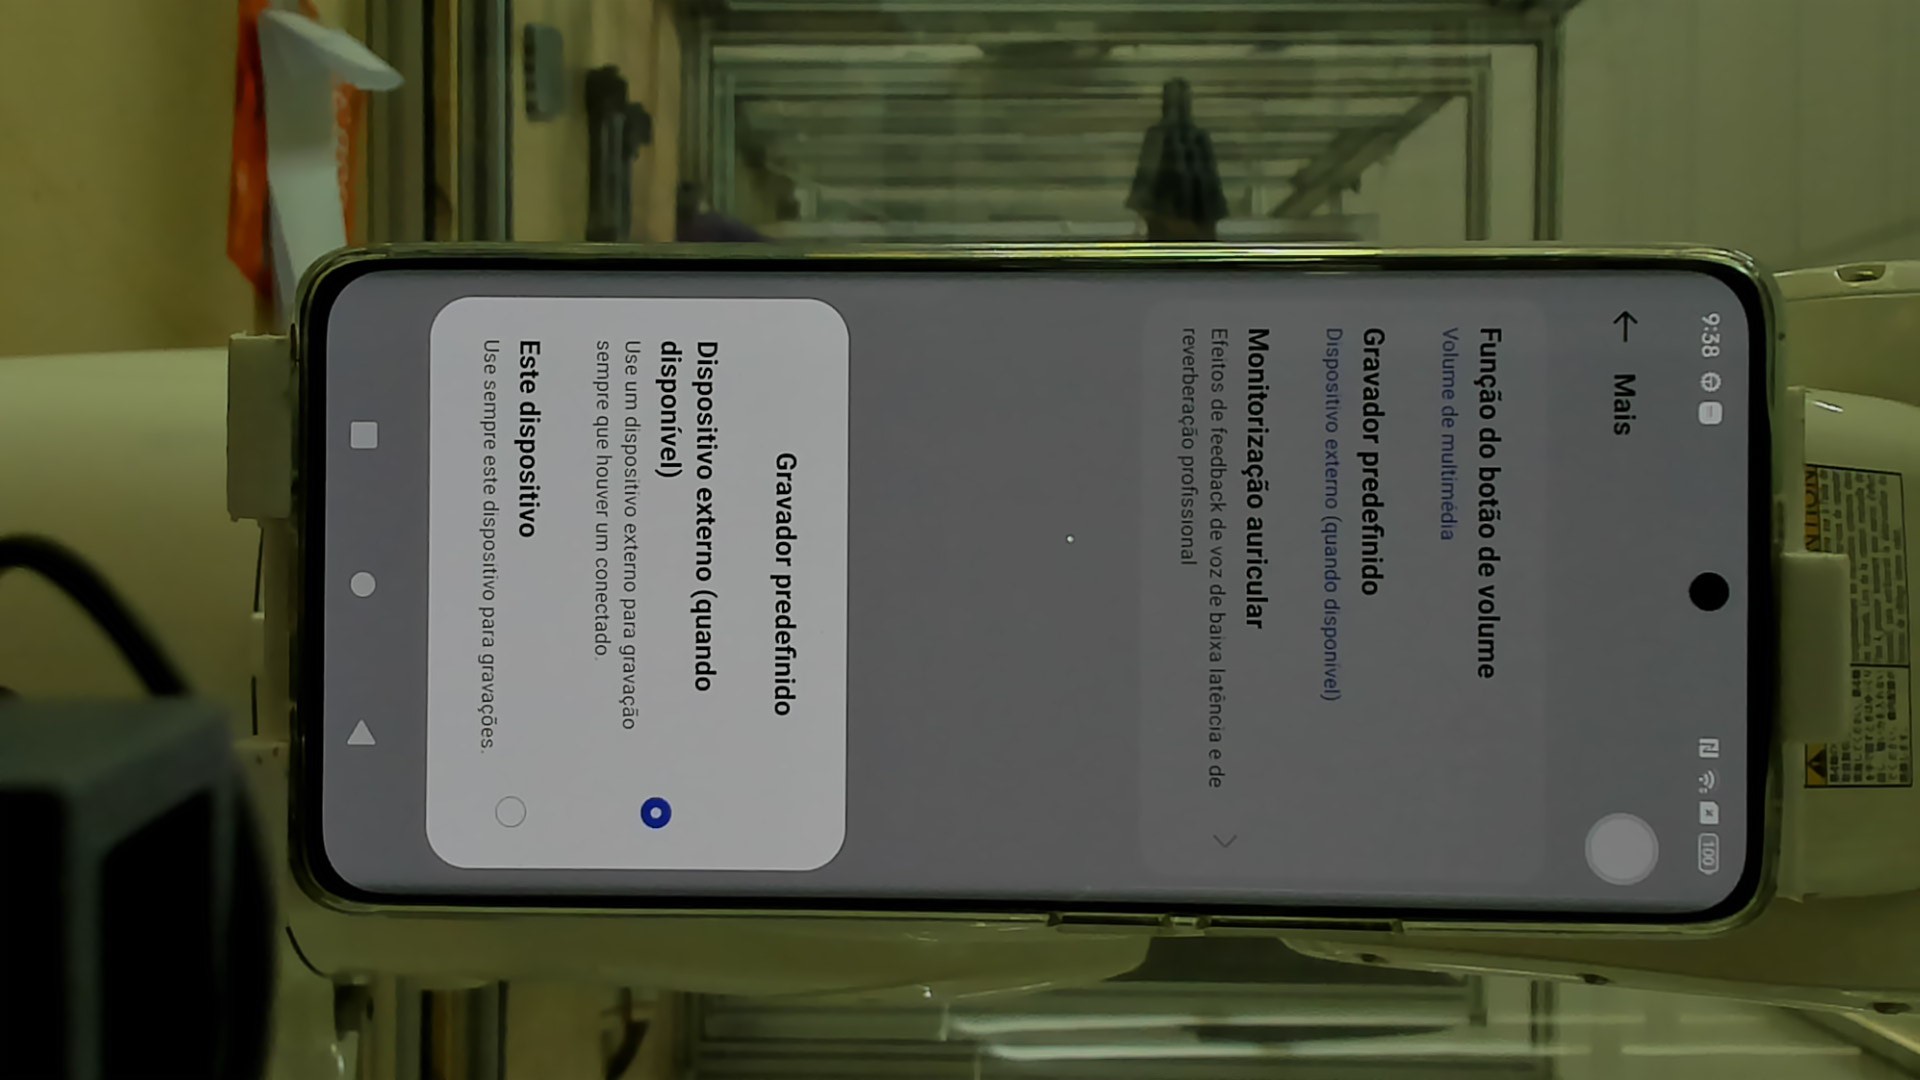 9:38
100
Mais
Função do botão de volume
Volume de multimédia
Gravador predefinido
Dispositivo externo (quando disponível)
Monitorização auricular
Efeitos de feedback de voz de baixa latência e de
reverberação profissional
Gravador predefinido
Dispositivo externo (quando
disponível)
Use um dispositivo externo para gravação
sempre que houver um conectado.
Este dispositivo
Use sempre este dispositivo para gravações.